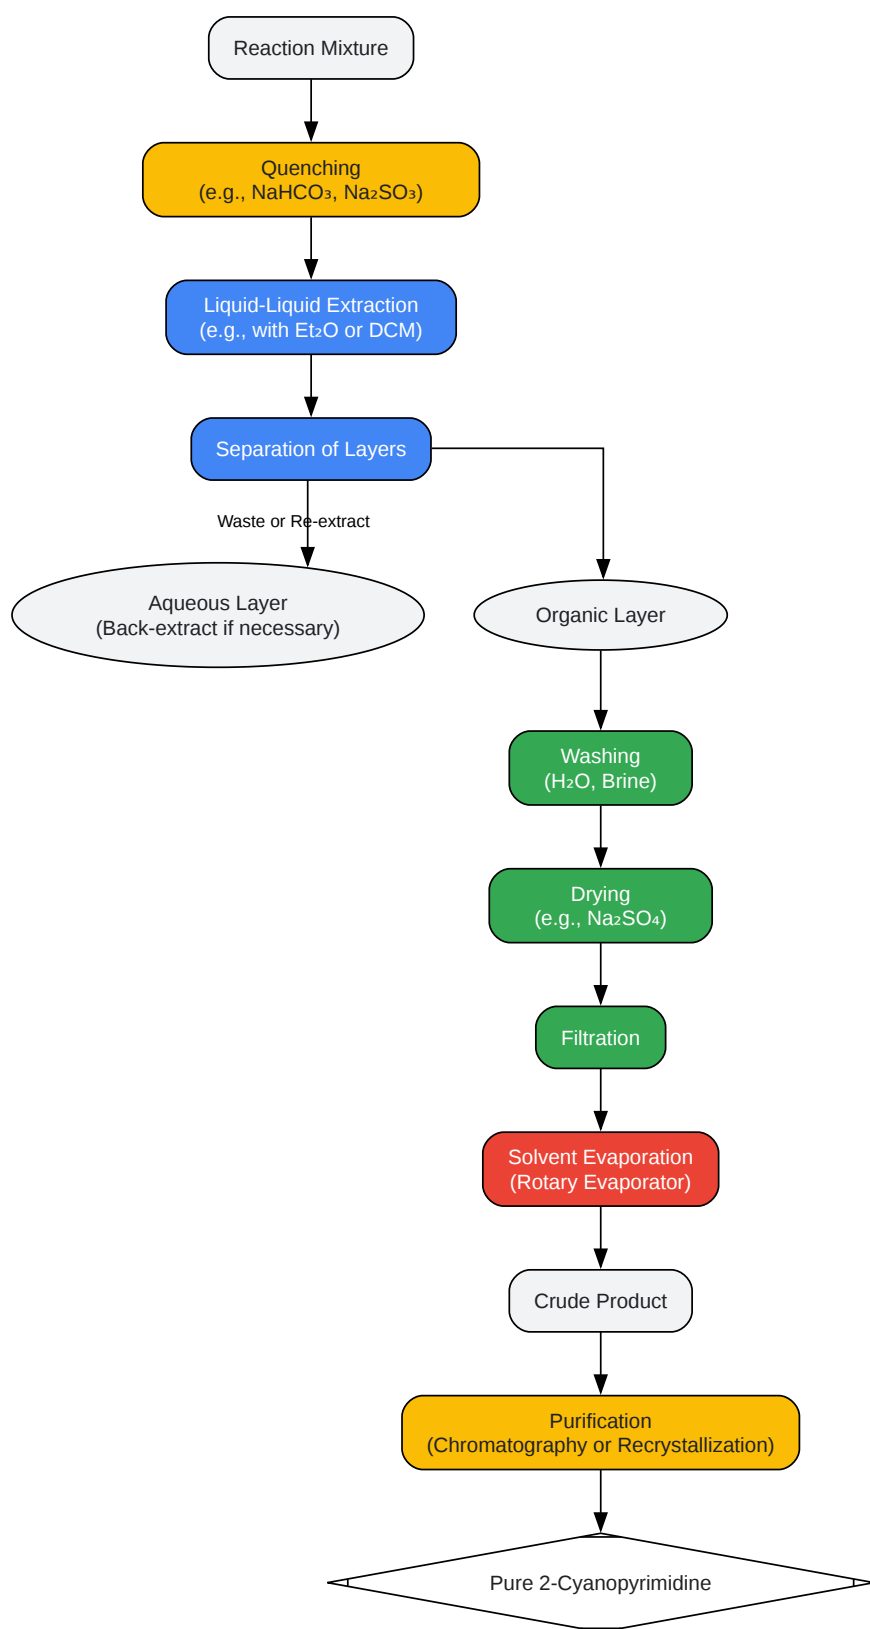 Reaction Mixture
Quenching
(e.g., NaHCO₃, Na₂SO₃)
Liquid-Liquid Extraction
(e.g., with Et₂O or DCM)
Separation of Layers
Waste or Re-extract
Aqueous Layer
(Back-extract if necessary)
Organic Layer
Washing
(H₂O, Brine)
Drying
(e.g., Na₂SO₄)
Filtration
Solvent Evaporation
(Rotary Evaporator)
Crude Product
Purification
(Chromatography or Recrystallization)
Pure 2-Cyanopyrimidine